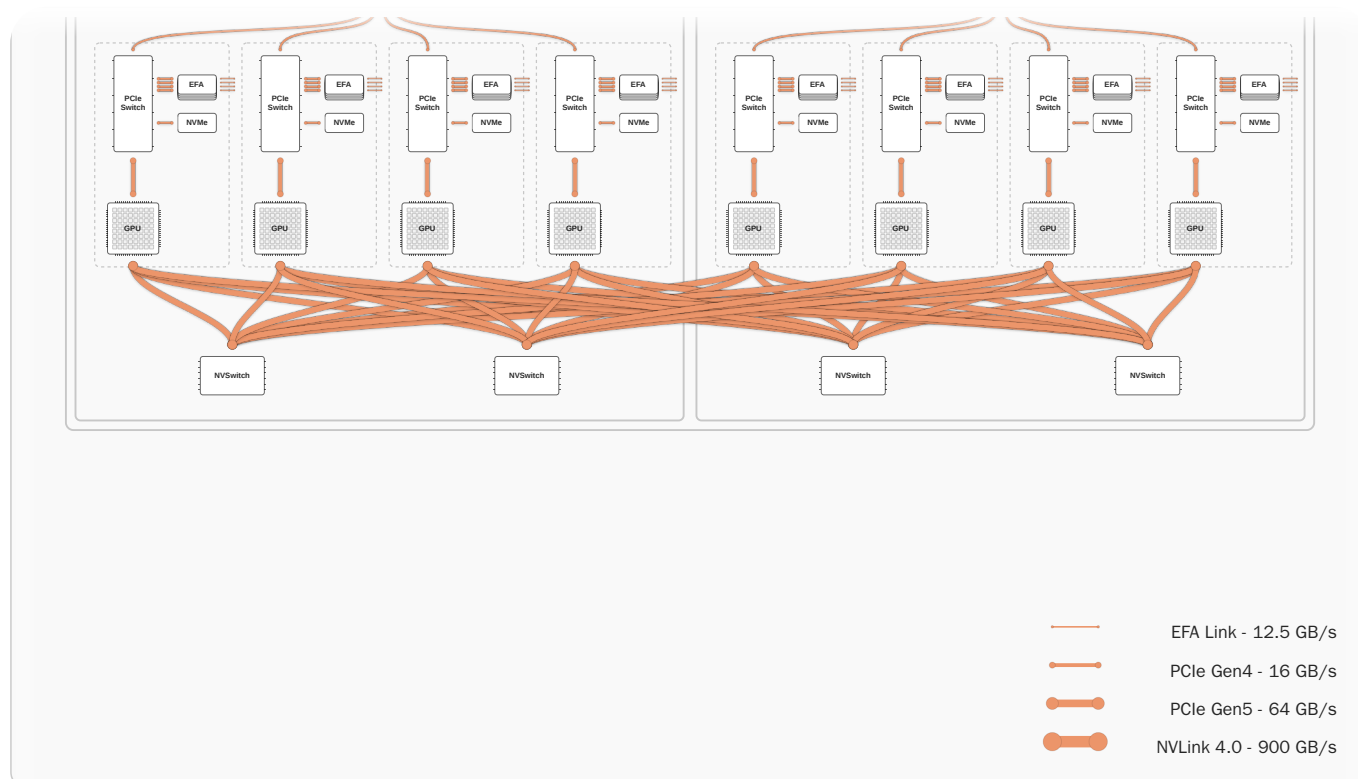 EFA
EFA
EFA
EFA
EFA
EFA
EFA
EFA
PCIe
Switch
PCIe
Switch
PCIe
Switch
PCIe
Switch
PCIe
Switch
PCIe
Switch
PCIe
Switch
PCIe
Switch
NVMe
NVMe
NVMe
NVMe
NVMe
NVMe
NVMe
NVMe
GPU
GPU
GPU
GPU
GPU
GPU
GPU
GPU
NVSwitch
NVSwitch
NVSwitch
NVSwitch
EFA Link - 12.5 GB/s
PCIe Gen4 - 16 GB/s
PCIe Gen5 - 64 GB/s
NVLink 4.0 - 900 GB/s